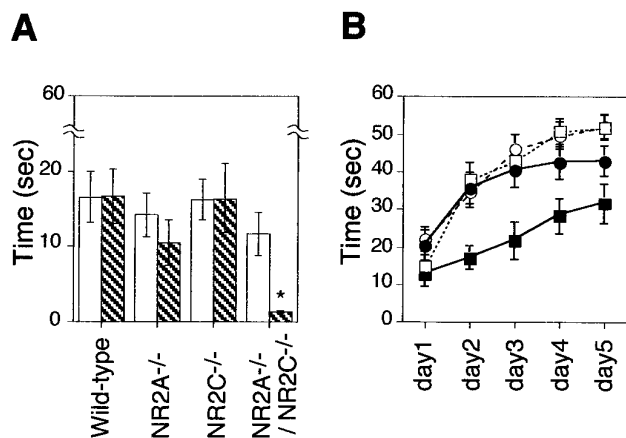 A
B
60
20
10
0
Time (sec)
*
Wild-type
NR2A-/-
NR2C-/-
NR2A-/-
/ NR2C-/-
60
50
40
30
20
10
0
Time (sec)
day1
day2
day3
day4
day5